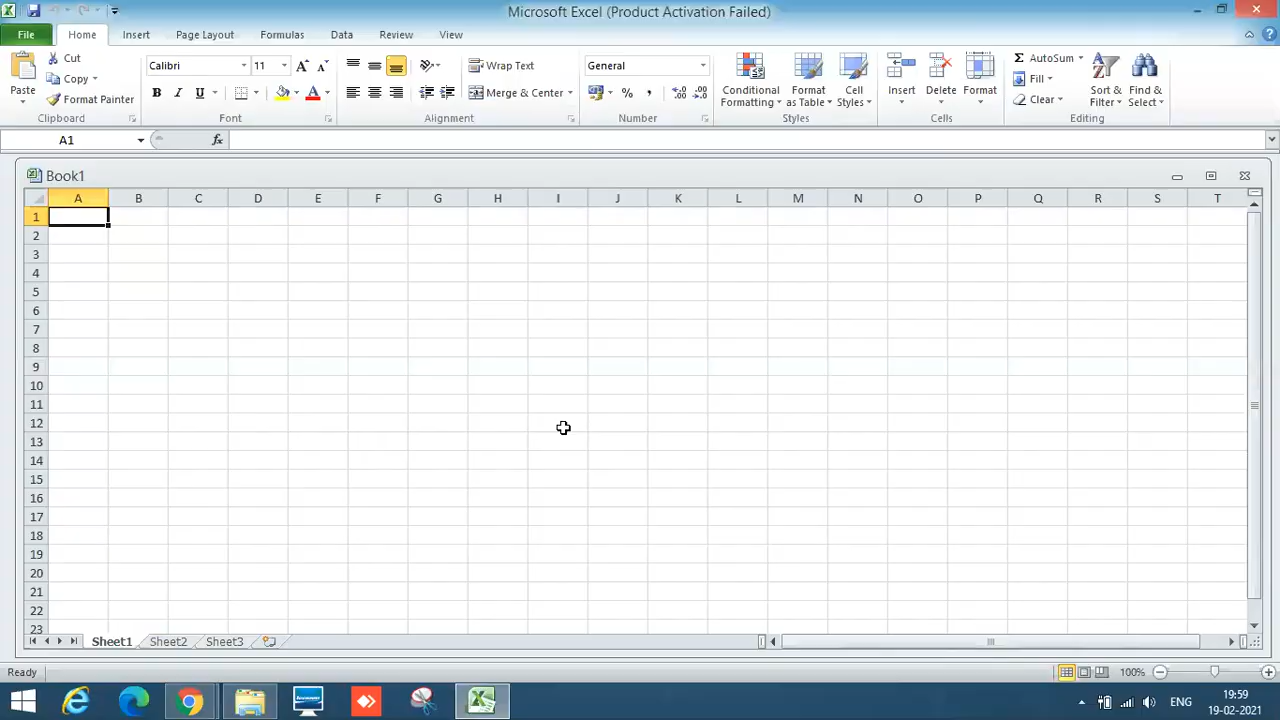 Microsoft Excel (Product Activation Failed)
File Home Insert Page Layout Formulas Data Review View
Paste
Cut
Copy
Format Painter
Clipboard
Calibri 11
B I U A
Font
Wrap Text
Merge & Center
Alignment
General
% ,
Number
Conditional Formatting
Format as Table
Cell Styles
Styles
Insert
Delete
Format
Cells
Σ AutoSum
Fill
Clear
Sort & Filter
Find & Select
Editing
A1 fx
Book1
A B C D E F G H I J K L M N O P Q R S T
1
2
3
4
5
6
7
8
9
10
11
12
13
14
15
16
17
18
19
20
21
22
23
Sheet1 Sheet2 Sheet3
Ready 100%
ENG
19:59
19-02-2021